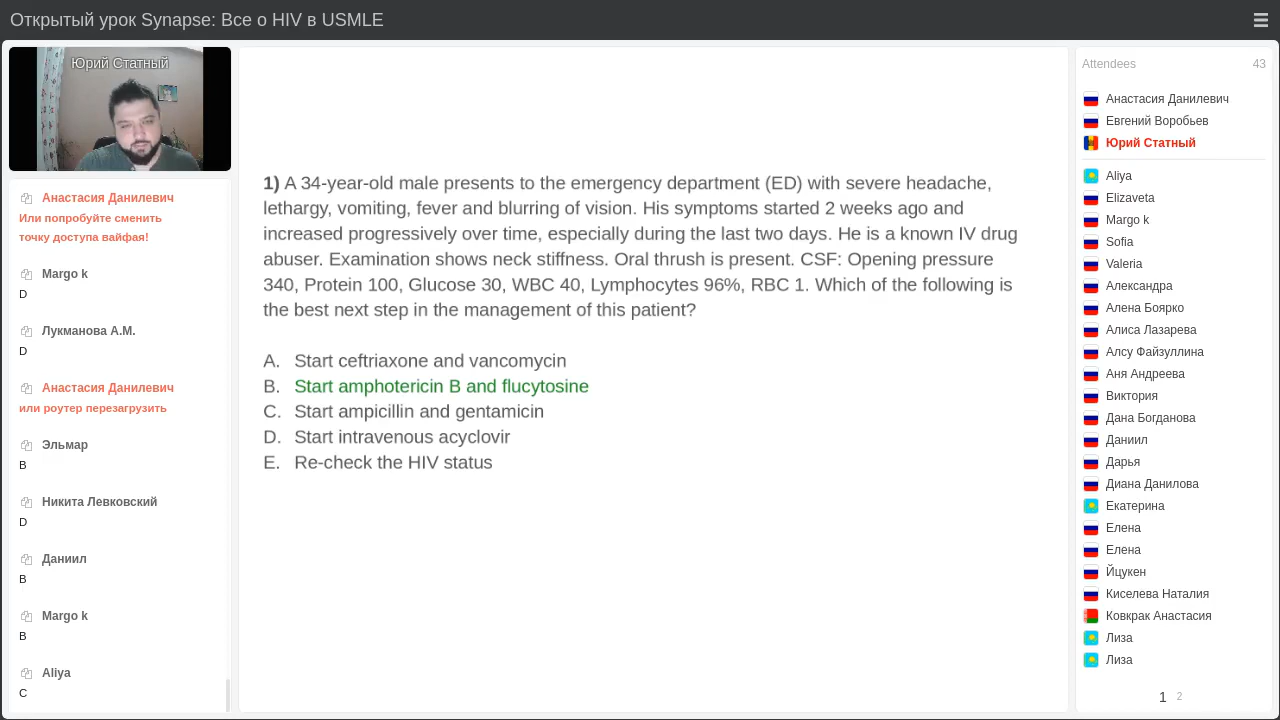 Открытый урок Synapse: Все о HIV в USMLE
Юрий Статный
Анастасия Данилевич
Или попробуйте сменить
точку доступа вайфая!
Margo k
D
Лукманова А.М.
D
Анастасия Данилевич
или роутер перезагрузить
Эльмар
B
Никита Левковский
D
Даниил
B
Margo k
B
Aliya
C
1) A 34-year-old male presents to the emergency department (ED) with severe headache,
lethargy, vomiting, fever and blurring of vision. His symptoms started 2 weeks ago and
increased progressively over time, especially during the last two days. He is a known IV drug
abuser. Examination shows neck stiffness. Oral thrush is present. CSF: Opening pressure
340, Protein 100, Glucose 30, WBC 40, Lymphocytes 96%, RBC 1. Which of the following is
the best next step in the management of this patient?
A. Start ceftriaxone and vancomycin
B. Start amphotericin B and flucytosine
C. Start ampicillin and gentamicin
D. Start intravenous acyclovir
E. Re-check the HIV status
Attendees 43
Анастасия Данилевич
Евгений Воробьев
Юрий Статный
Aliya
Elizaveta
Margo k
Sofia
Valeria
Александра
Алена Боярко
Алиса Лазарева
Алсу Файзуллина
Аня Андреева
Виктория
Дана Богданова
Даниил
Дарья
Диана Данилова
Екатерина
Елена
Елена
Йцукен
Киселева Наталия
Ковкрак Анастасия
Лиза
Лиза
1 2